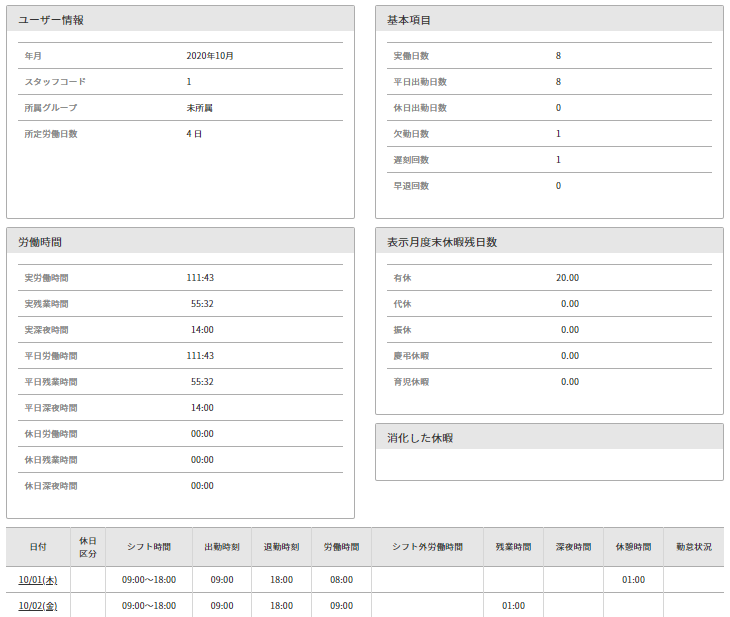 ユーザー情報
年月 2020年10月
スタッフコード 1
所属グループ 未所属
所定労働日数 4 日
基本項目
実働日数 8
平日出勤日数 8
休日出勤日数 0
欠勤日数 1
遅刻回数 1
早退回数 0
労働時間
実労働時間 111:43
実残業時間 55:32
実深夜時間 14:00
平日労働時間 111:43
平日残業時間 55:32
平日深夜時間 14:00
休日労働時間 00:00
休日残業時間 00:00
休日深夜時間 00:00
表示月度末休暇残日数
有休 20.00
代休 0.00
振休 0.00
慶弔休暇 0.00
育児休暇 0.00
消化した休暇
日付 休日区分 シフト時間 出勤時刻 退勤時刻 労働時間 シフト外労働時間 残業時間 深夜時間 休憩時間 勤怠状況
10/01(木) 09:00～18:00 09:00 18:00 08:00 01:00
10/02(金) 09:00～18:00 09:00 18:00 09:00 01:00